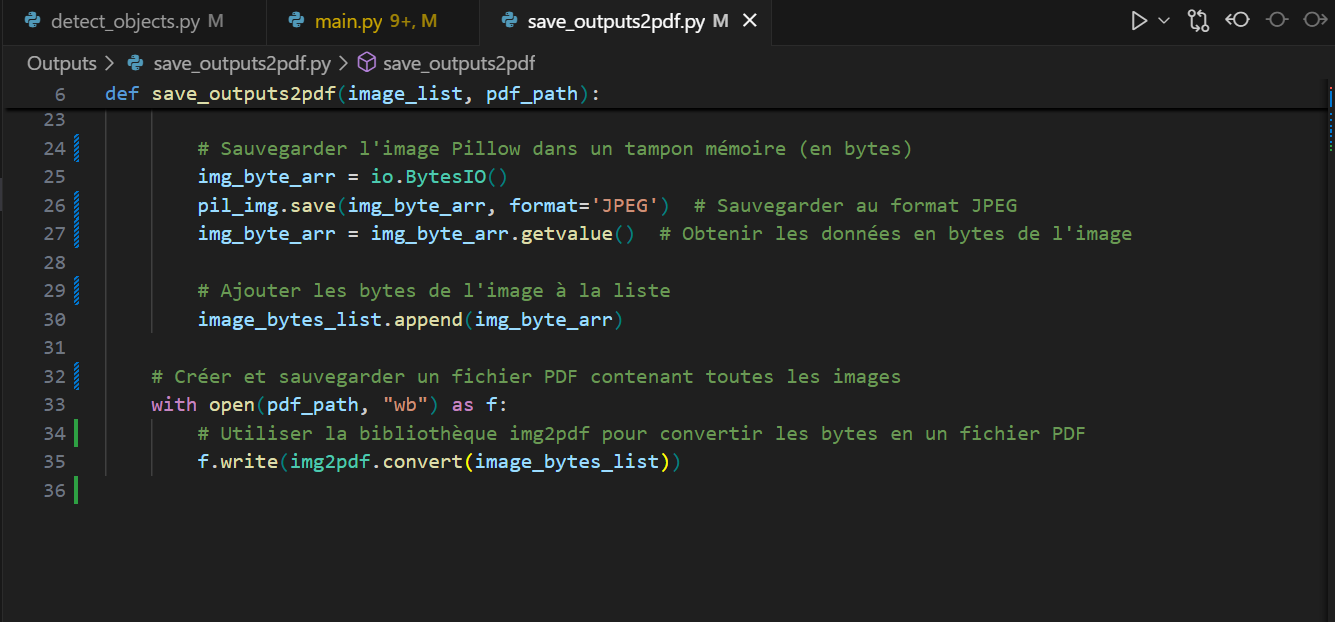 detect_objects.py M main.py 9+, M save_outputs2pdf.py M
Outputs > save_outputs2pdf.py > save_outputs2pdf
6 def save_outputs2pdf(image_list, pdf_path):
23
24 # Sauvegarder l'image Pillow dans un tampon mémoire (en bytes)
25 img_byte_arr = io.BytesIO()
26 pil_img.save(img_byte_arr, format='JPEG') # Sauvegarder au format JPEG
27 img_byte_arr = img_byte_arr.getvalue() # Obtenir les données en bytes de l'image
28
29 # Ajouter les bytes de l'image à la liste
30 image_bytes_list.append(img_byte_arr)
31
32 # Créer et sauvegarder un fichier PDF contenant toutes les images
33 with open(pdf_path, "wb") as f:
34 # Utiliser la bibliothèque img2pdf pour convertir les bytes en un fichier PDF
35 f.write(img2pdf.convert(image_bytes_list))
36